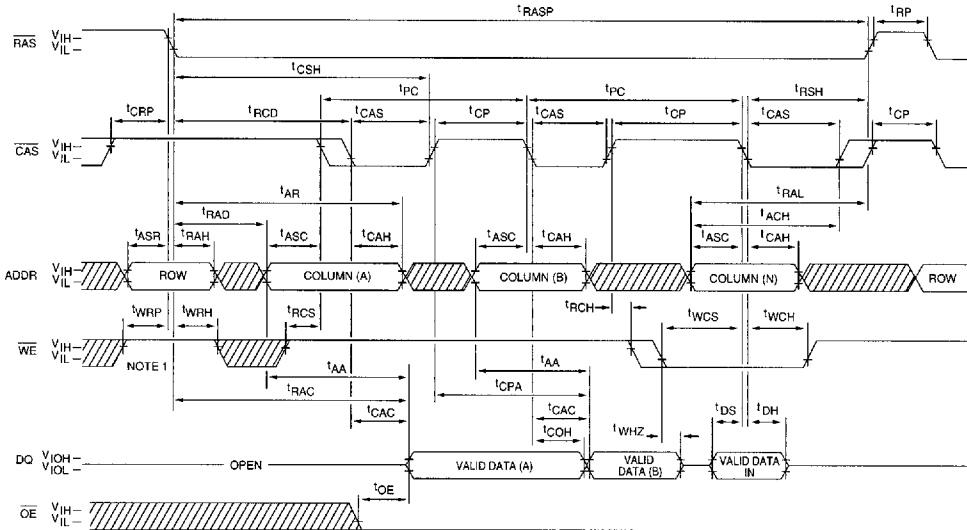 tRASP tRP
RAS VIH VIL
tCSH
tPC tPC tRSH
tCRP tRCD tCAS tCP tCAS tCP tCAS tCP
CAS VIH VIL
tAR tRAL
tRAD tACH
tASR tRAH tASC tCAH tASC tCAH tASC tCAH
ADDR VIH VIL ROW COLUMN (A) COLUMN (B) COLUMN (N) ROW
tWRP tWRH tRCS tRCH tWCS tWCH
WE VIH VIL NOTE 1
tAA tAA
tRAC tCPA
tCAC tCAC
tCOH tWHZ tDS tDH
DQ VIOH VIOL OPEN VALID DATA (A) VALID DATA (B) VALID DATA IN
tOE
OE VIH VIL